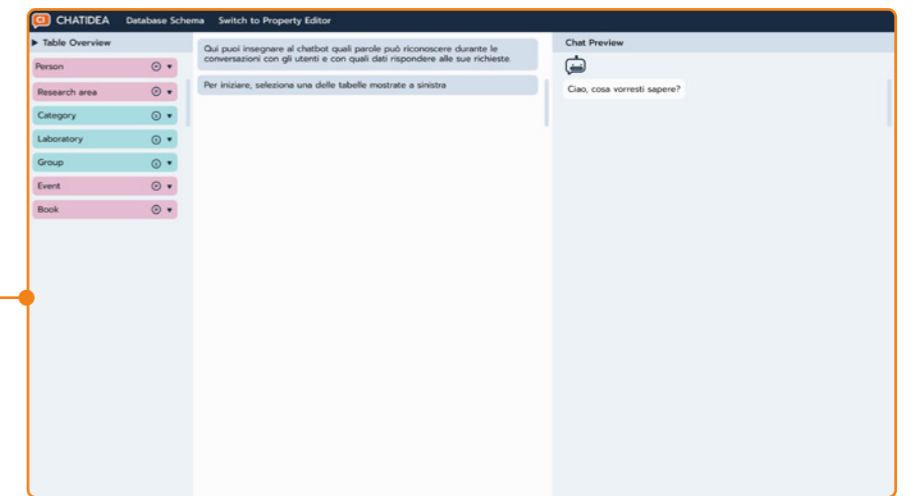 CI CHATIDEA Database Schema Switch to Property Editor
▶ Table Overview
Person
Research area
Category
Laboratory
Group
Event
Book
Qui puoi insegnare al chatbot quali parole può riconoscere durante le
conversazioni con gli utenti e con quali dati rispondere alle sue richieste.
Per iniziare, seleziona una delle tabelle mostrate a sinistra
Chat Preview
Ciao, cosa vorresti sapere?